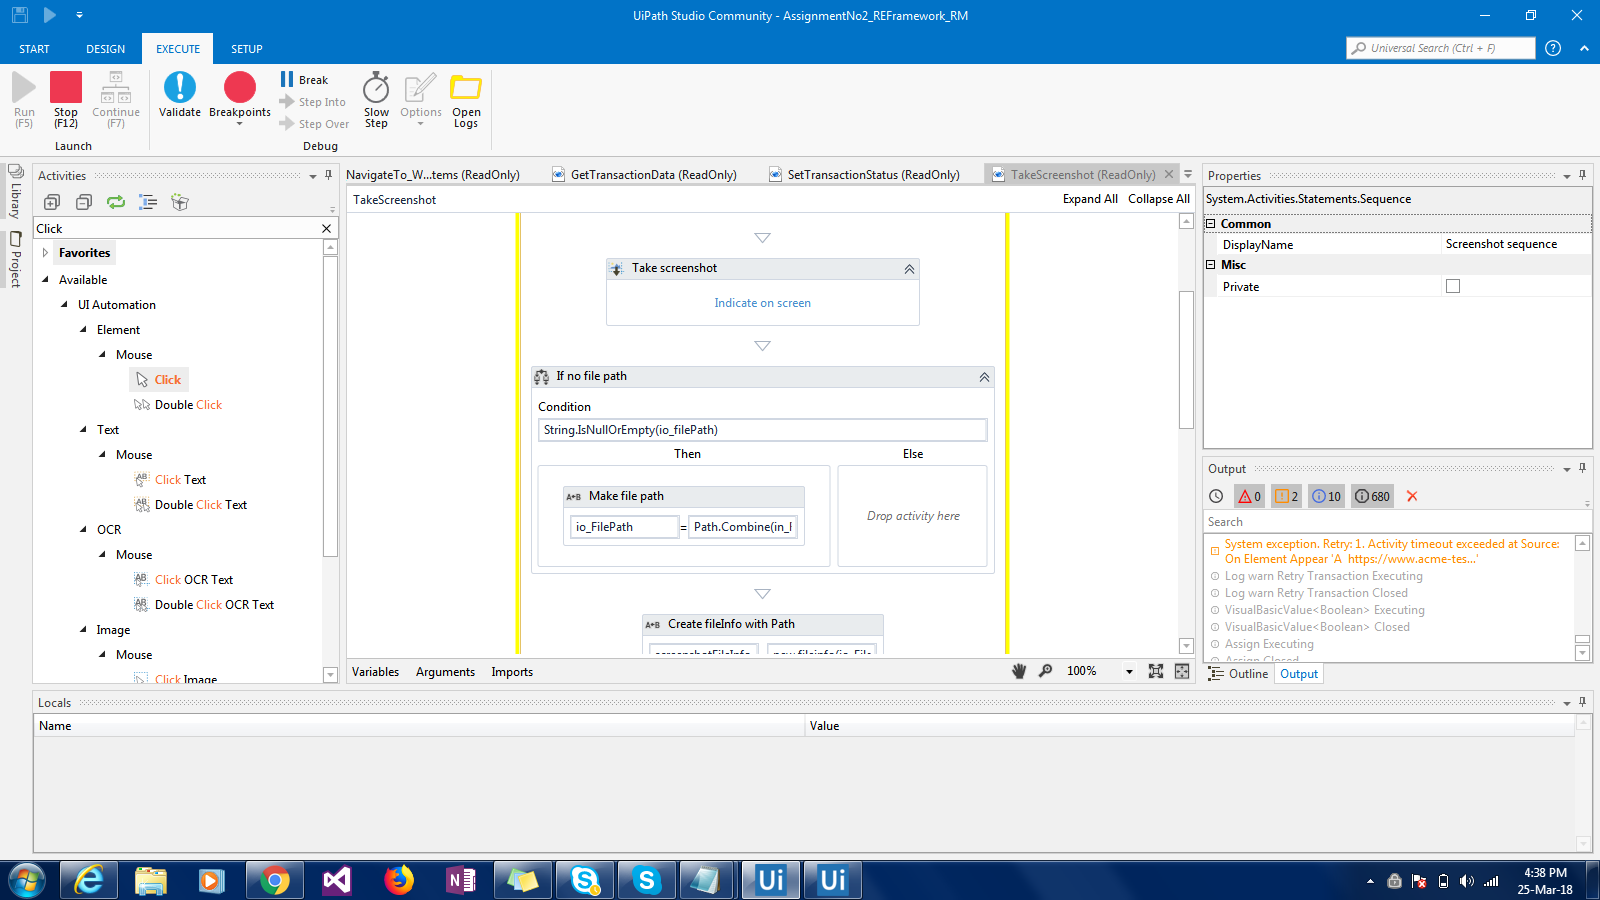 UiPath Studio Community - AssignmentNo2_REFramework_RM
START DESIGN EXECUTE SETUP
Universal Search (Ctrl + F)
Run (F5)
Stop (F12)
Continue (F7)
Launch
Validate
Breakpoints
Break
Step Into
Step Over
Slow Step
Options
Open Logs
Debug
Library
Project
Activities
Click
Favorites
Available
UI Automation
Element
Mouse
Click
Double Click
Text
Mouse
Click Text
Double Click Text
OCR
Mouse
Click OCR Text
Double Click OCR Text
Image
Mouse
Click Image
NavigateTo_W...tems (ReadOnly)
GetTransactionData (ReadOnly)
SetTransactionStatus (ReadOnly)
TakeScreenshot (ReadOnly)
TakeScreenshot
Expand All Collapse All
Take screenshot
Indicate on screen
If no file path
Condition
String.IsNullOrEmpty(io_filePath)
Then Else
Make file path
A+B
io_FilePath = Path.Combine(in_F
Drop activity here
A+B Create fileInfo with Path
screenshotFileInfo new fileinfo(io_File
Variables Arguments Imports
100%
Properties
System.Activities.Statements.Sequence
Common
DisplayName Screenshot sequence
Misc
Private
Output
0 2 10 680
Search
System exception. Retry: 1. Activity timeout exceeded at Source:
On Element Appear 'A https://www.acme-tes...'
Log warn Retry Transaction Executing
Log warn Retry Transaction Closed
VisualBasicValue<Boolean> Executing
VisualBasicValue<Boolean> Closed
Assign Executing
Assign Closed
Outline Output
Locals
Name Value
4:38 PM
25-Mar-18